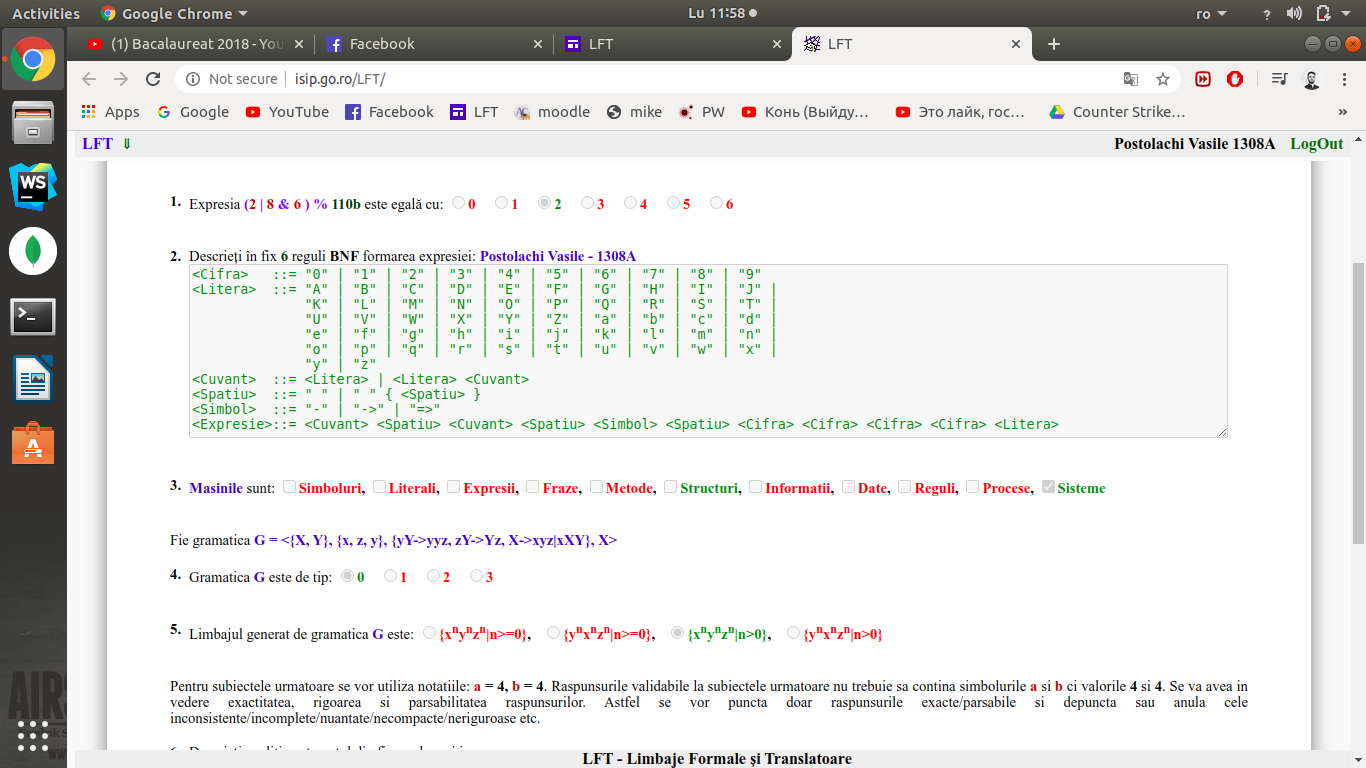 Activities Google Chrome Lu 11:58 ro ?
(1) Bacalaureat 2018 - You Facebook LFT LFT
Not secure | isip.go.ro/LFT/
Apps Google YouTube Facebook LFT moodle mike PW Конь (Выйду… Это лайк, гос… Counter Strike… »
LFT ⇓ Postolachi Vasile 1308A LogOut
1. Expresia (2 | 8 & 6 ) % 110b este egală cu: 0 1 2 3 4 5 6
2. Descrieți în fix 6 reguli BNF formarea expresiei: Postolachi Vasile - 1308A
<Cifra> ::= "0" | "1" | "2" | "3" | "4" | "5" | "6" | "7" | "8" | "9"
<Litera> ::= "A" | "B" | "C" | "D" | "E" | "F" | "G" | "H" | "I" | "J" |
"K" | "L" | "M" | "N" | "O" | "P" | "Q" | "R" | "S" | "T" |
"U" | "V" | "W" | "X" | "Y" | "Z" | "a" | "b" | "c" | "d" |
"e" | "f" | "g" | "h" | "i" | "j" | "k" | "l" | "m" | "n" |
"o" | "p" | "q" | "r" | "s" | "t" | "u" | "v" | "w" | "x" |
"y" | "z"
<Cuvant> ::= <Litera> | <Litera> <Cuvant>
<Spatiu> ::= " " | " " { <Spatiu> }
<Simbol> ::= "-" | "->" | "=>"
<Expresie>::= <Cuvant> <Spatiu> <Cuvant> <Spatiu> <Simbol> <Spatiu> <Cifra> <Cifra> <Cifra> <Cifra> <Litera>
3. Masinile sunt: Simboluri, Literali, Expresii, Fraze, Metode, Structuri, Informatii, Date, Reguli, Procese, Sisteme
Fie gramatica G = <{X, Y}, {x, z, y}, {yY->yyz, zY->Yz, X->xyz|xXY}, X>
4. Gramatica G este de tip: 0 1 2 3
5. Limbajul generat de gramatica G este: {xⁿyⁿzⁿ|n>=0}, {yⁿxⁿzⁿ|n>=0}, {xⁿyⁿzⁿ|n>0}, {yⁿxⁿzⁿ|n>0}
Pentru subiectele urmatoare se vor utiliza notatiile: a = 4, b = 4. Raspunsurile validabile la subiectele urmatoare nu trebuie sa contina simbolurile a si b ci valorile 4 si 4. Se va avea in
vedere exactitatea, rigoarea si parsabilitatea raspunsurilor. Astfel se vor puncta doar raspunsurile exacte/parsabile si depuncta sau anula cele
inconsistente/incomplete/nuantate/necompacte/neriguroase etc.
LFT - Limbaje Formale și Translatoare
WS